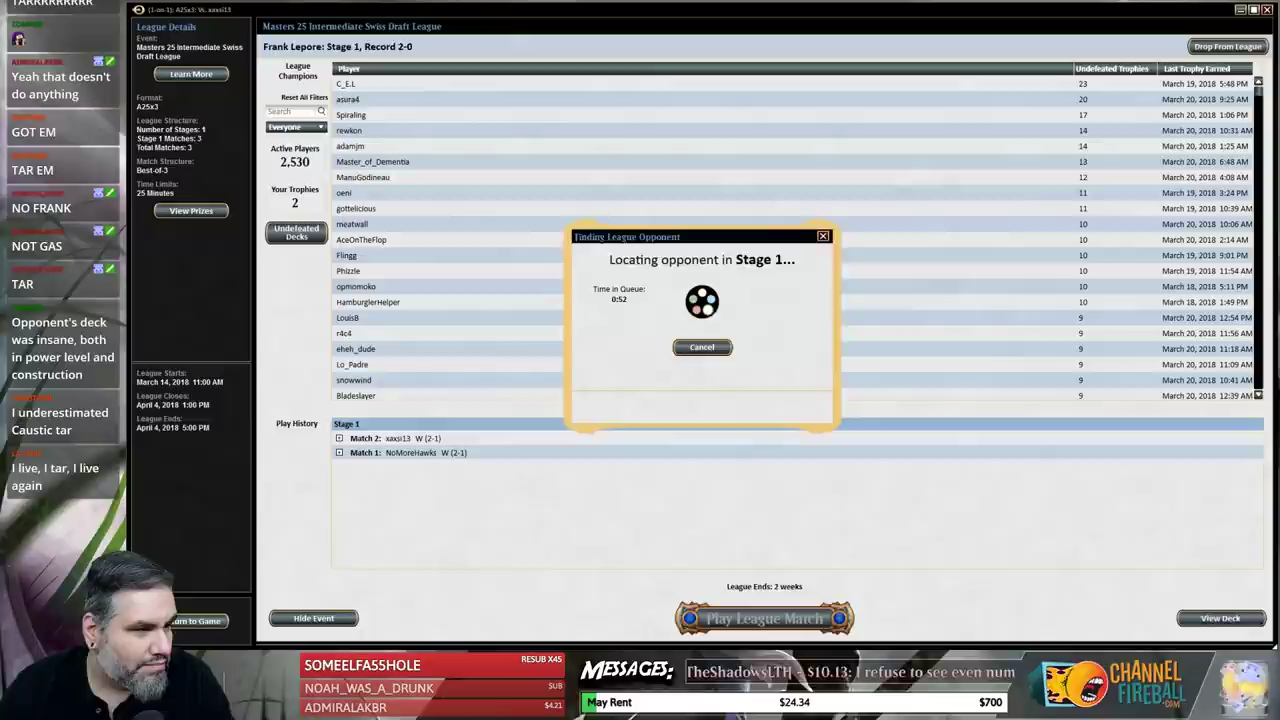 TARRRRRRRRR
Yeah that doesn't
do anything
GOT EM
TAR EM
NO FRANK
NOT GAS
TAR
Opponent's deck
was insane, both
in power level and
construction
I underestimated
Caustic tar
I live, I tar, I live
again
(1-on-1): A25x3: Vs. xaxsi13
League Details
Event:
Masters 25 Intermediate Swiss
Draft League
Learn More
Format:
A25x3
League Structure:
Number of Stages: 1
Stage 1 Matches: 3
Total Matches: 3
Match Structure:
Best-of-3
Time Limits:
25 Minutes
View Prizes
League Starts:
March 14, 2018 11:00 AM
League Closes:
April 4, 2018 1:00 PM
League Ends:
April 4, 2018 5:00 PM
urn to Game
Masters 25 Intermediate Swiss Draft League
Frank Lepore: Stage 1, Record 2-0
Drop From League
League
Champions
Reset All Filters
Search
Everyone
Active Players
2,530
Your Trophies
2
Undefeated
Decks
Player Undefeated Trophies Last Trophy Earned
C_E.L 23 March 19, 2018 5:48 PM
asura4 20 March 20, 2018 9:25 AM
Spiraling 17 March 20, 2018 1:06 PM
rewkon 14 March 20, 2018 10:31 AM
adamjm 14 March 20, 2018 1:25 AM
Master_of_Dementia 13 March 20, 2018 6:48 AM
ManuGodineau 12 March 20, 2018 4:08 AM
oeni 11 March 19, 2018 3:24 PM
gottelicious 11 March 19, 2018 10:39 AM
meatwall 10 March 20, 2018 10:06 AM
AceOnTheFlop 10 March 20, 2018 2:14 AM
Flingg 10 March 19, 2018 9:01 PM
Phizzle 10 March 19, 2018 11:54 AM
opmomoko 10 March 18, 2018 5:11 PM
HamburglerHelper 10 March 18, 2018 1:49 PM
LouisB 9 March 20, 2018 12:54 PM
r4c4 9 March 20, 2018 11:56 AM
eheh_dude 9 March 20, 2018 11:18 AM
Lo_Padre 9 March 20, 2018 11:09 AM
snowwind 9 March 20, 2018 10:41 AM
Bladeslayer 9 March 20, 2018 12:39 AM
Finding League Opponent
Locating opponent in Stage 1...
Time in Queue:
0:52
Cancel
Play History
Stage 1
Match 2: xaxsi13 W (2-1)
Match 1: NoMoreHawks W (2-1)
League Ends: 2 weeks
Hide Event
Play League Match
View Deck
SOMEELFA55HOLE RESUB X45
NOAH_WAS_A_DRUNK SUB
ADMIRALAKBR $4.21
MESSAGES: TheShadowsLTH - $10.13: I refuse to see even num
May Rent $24.34 $700
CHANNEL
FIREBALL
.COM